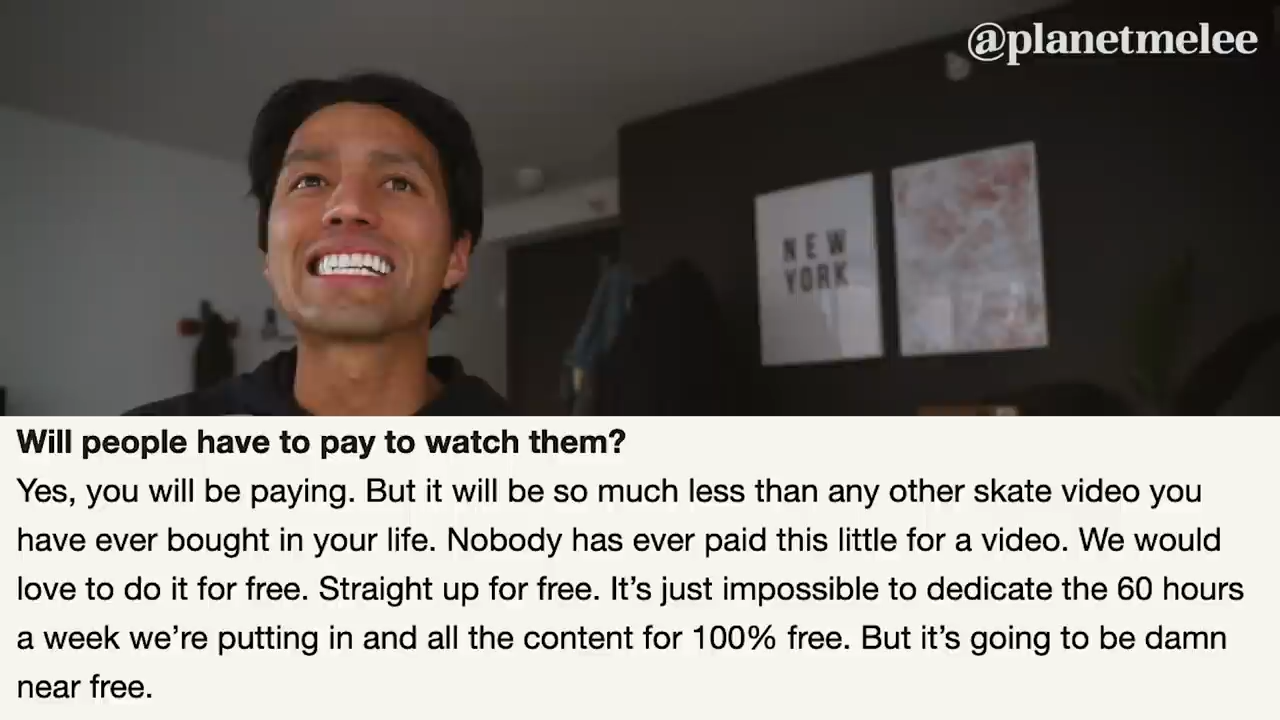 @planetmelee
NEW
YORK
Will people have to pay to watch them?
Yes, you will be paying. But it will be so much less than any other skate video you
have ever bought in your life. Nobody has ever paid this little for a video. We would
love to do it for free. Straight up for free. It’s just impossible to dedicate the 60 hours
a week we’re putting in and all the content for 100% free. But it’s going to be damn
near free.